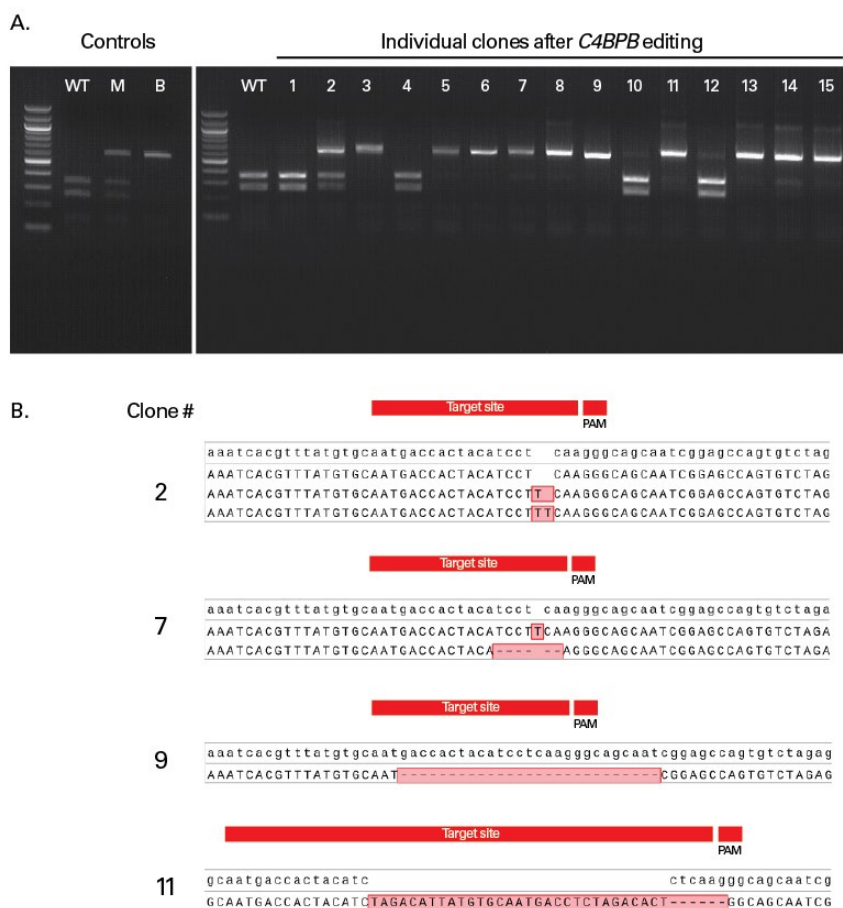 A.
Controls
Individual clones after C4BPB editing
WT M B WT 1 2 3 4 5 6 7 8 9 10 11 12 13 14 15
B.
Clone #
Target site
PAM
aaatcacgtttatgtgcaatgaccactacatcct caagggcagcaatcggagccagtgtctag
2
AAATCACGTTTATGTGCAATGACCACTACATCCT CAAGGGCAGCAATCGGAGCCAGTGTCTAG
AAATCACGTTTATGTGCAATGACCACTACATCCTT CAAGGGCAGCAATCGGAGCCAGTGTCTAG
AAATCACGTTTATGTGCAATGACCACTACATCCTTTCAAGGGCAGCAATCGGAGCCAGTGTCTAG
Target site
PAM
aaatcacgtttatgtgcaatgaccactacatcct caagggcagcaatcggagccagtgtctaga
7
AAATCACGTTTATGTGCAATGACCACTACATCCTTCAAGGGCAGCAATCGGAGCCAGTGTCTAGA
AAATCACGTTTATGTGCAATGACCACTACA---- --AGGGCAGCAATCGGAGCCAGTGTCTAGA
Target site
PAM
aaatcacgtttatgtgcaatgaccactacatcctcaagggcagcaatcggagccagtgtctagag
9
AAATCACGTTTATGTGCAAT---------------------------CGGAGCCAGTGTCTAGAG
Target site
PAM
gcaatgaccactacatc ctcaagggcagcaatcg
11
GCAATGACCACTACATCTAGACATTATGTGCAATGACCTCTAGACACT------GGCAGCAATCG